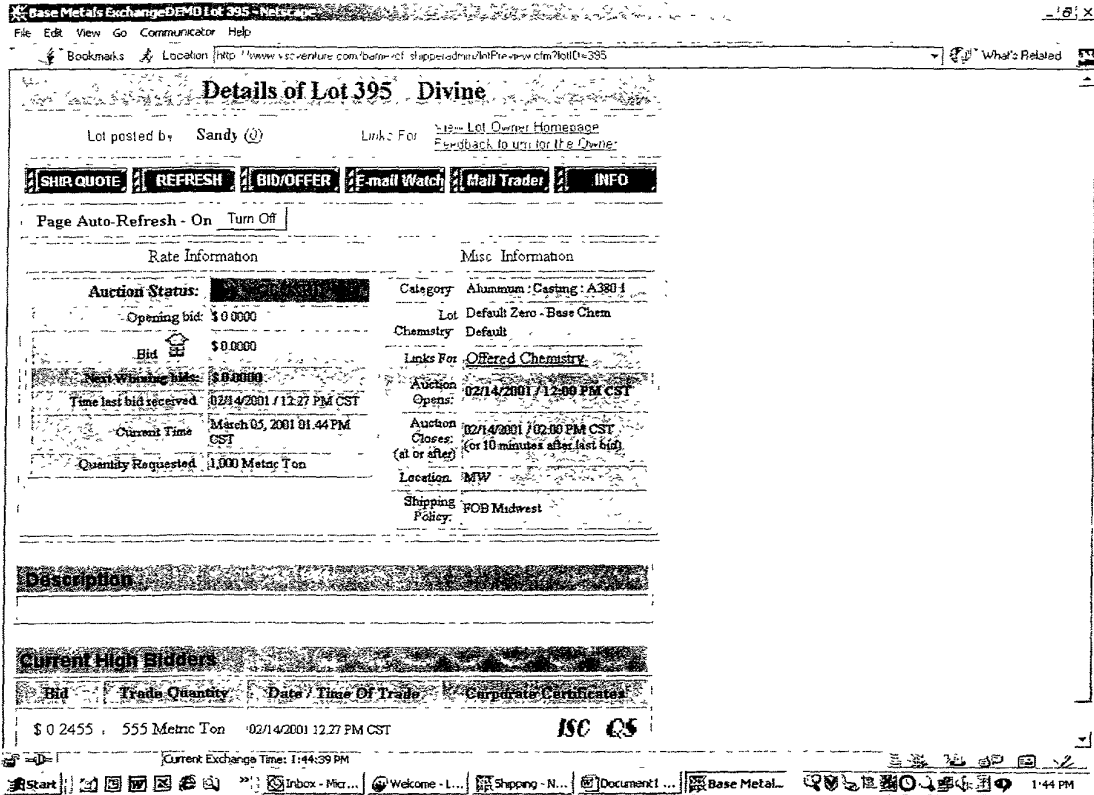 Base Metals ExchangeDEMO Lot 395 - Netscape
File Edit View Go Communicator Help
Bookmarks Location What's Related
Details of Lot 395 Divine
Lot posted by Sandy (0) Links For View Lot Owner Homepage
Feedback to um for the Owner
SHIP QUOTE REFRESH BID/OFFER E-mail Watch Mail Trader INFO
Page Auto-Refresh - On Turn Off
Rate Information Misc Information
Auction Status: Category Aluminum : Casting : A380 1
Opening bid: $ 0 0000 Lot Chemistry Default Zero - Base Chem Default
Bid $ 0.0000 Links For Offered Chemistry
Next Winning bids: $ 0.0000 Auction Opens: 02/14/2001 / 12:00 PM CST
Time last bid received 02/14/2001 / 12:27 PM CST
Current Time March 05, 2001 01.44 PM CST Auction Closes: (at or after) 02/14/2001 / 02:00 PM CST (or 10 minutes after last bid)
Quantity Requested 1,000 Metric Ton
Location MW
Shipping Policy: FOB Midwest
Description
Current High Bidders
Bid Trade Quantity Date / Time Of Trade Corporate Certificates
$ 0 2455 555 Metric Ton 02/14/2001 12.27 PM CST ISC QS
Current Exchange Time: 1:44:39 PM
Start Inbox - Micr... Welcome - L... Shipping - N... Document1 ... Base Metal... 1:44 PM